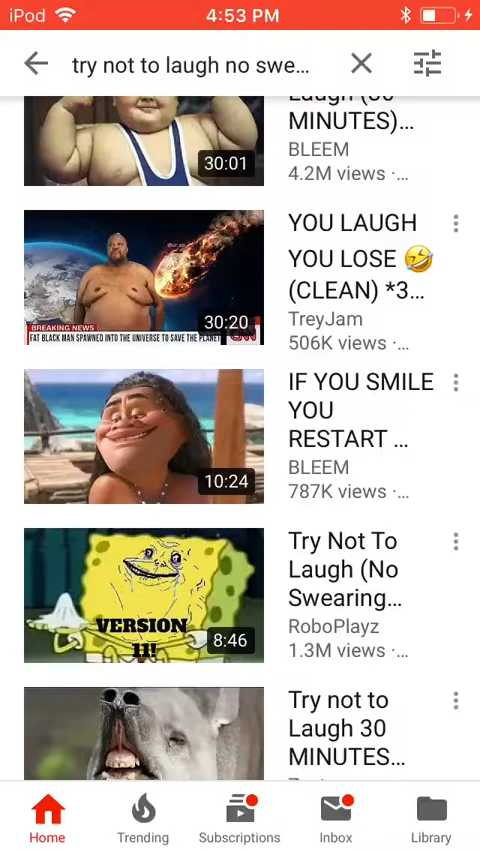 iPod
4:53 PM
try not to laugh no swe...
MINUTES)...
BLEEM
4.2M views ·...
30:01
YOU LAUGH
YOU LOSE 🤣
(CLEAN) *3...
TreyJam
506K views ·...
30:20
BREAKING NEWS
FAT BLACK MAN SPAWNED INTO THE UNIVERSE TO SAVE THE PLANET
IF YOU SMILE
YOU
RESTART ...
BLEEM
787K views ·...
10:24
Try Not To
Laugh (No
Swearing...
RoboPlayz
1.3M views ·...
VERSION
11!
8:46
Try not to
Laugh 30
MINUTES...
Home
Trending
Subscriptions
Inbox
Library